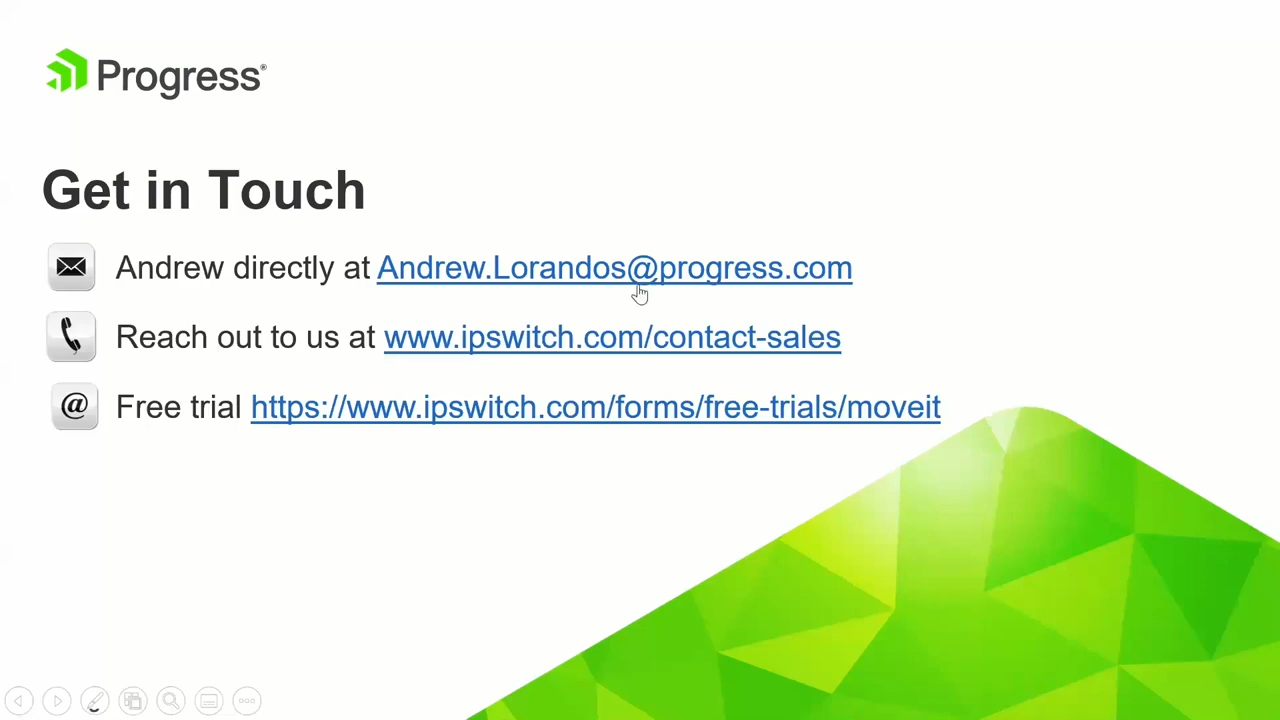 Progress®
Get in Touch
Andrew directly at Andrew.Lorandos@progress.com
Reach out to us at www.ipswitch.com/contact-sales
@ Free trial https://www.ipswitch.com/forms/free-trials/moveit